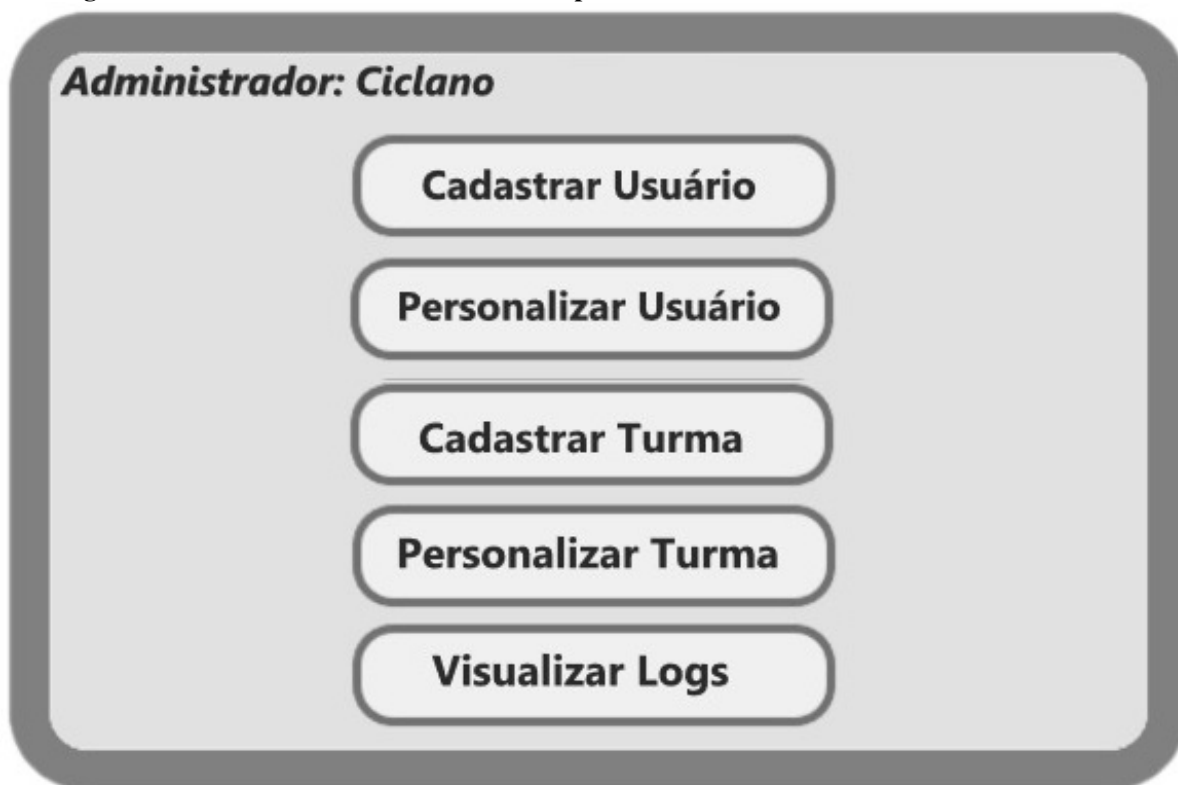 Administrador: Ciclano
Cadastrar Usuário
Personalizar Usuário
Cadastrar Turma
Personalizar Turma
Visualizar Logs